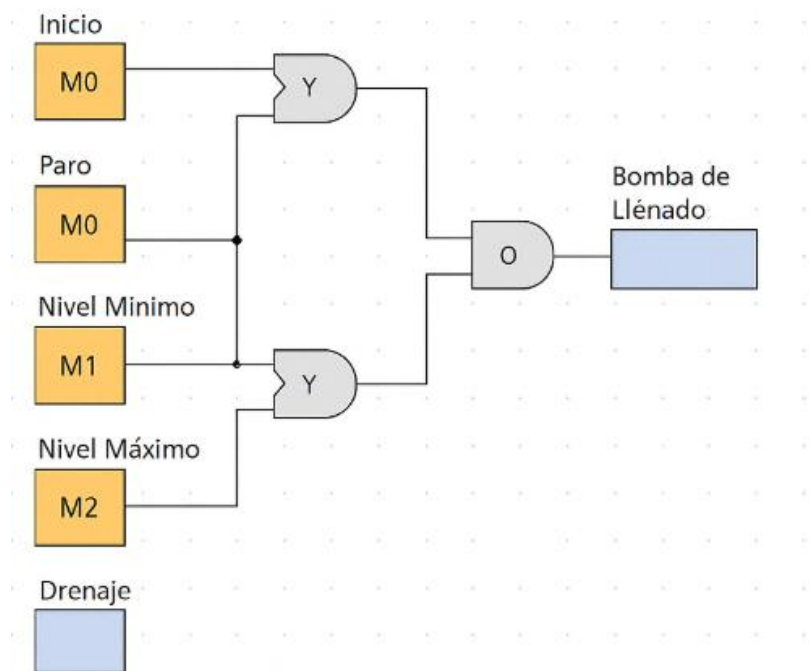 Inicio
M0
Y
Paro
M0
Bomba de
Llénado
O
Nivel Minimo
M1
Y
Nivel Máximo
M2
Drenaje